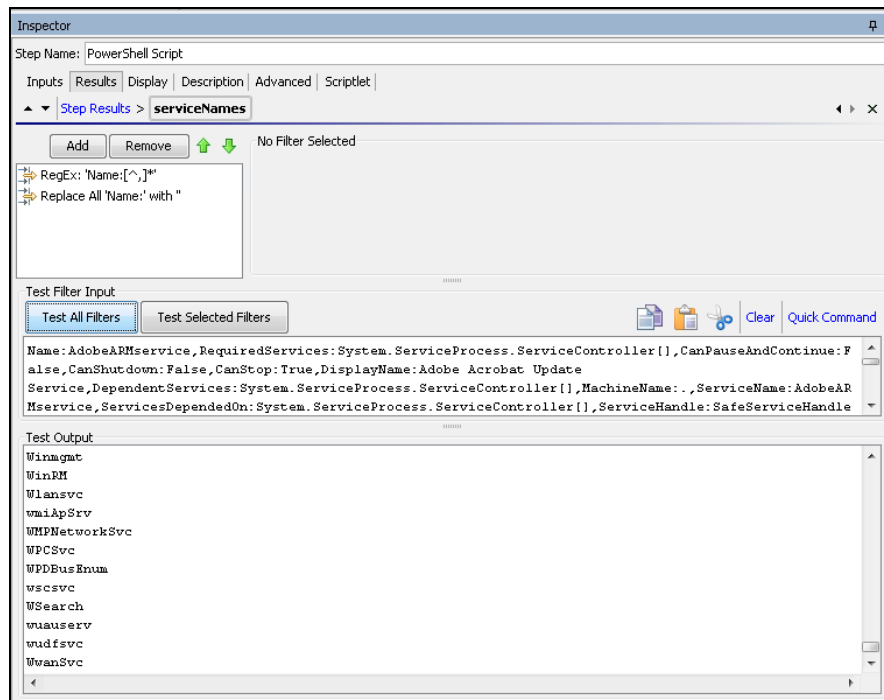 Inspector
Step Name: PowerShell Script
Inputs Results Display Description Advanced Scriptlet
Step Results > serviceNames
Add Remove No Filter Selected
RegEx: 'Name:[^,]*'
Replace All 'Name:' with ''
Test Filter Input
Test All Filters Test Selected Filters Clear Quick Command
Name:AdobeARMservice,RequiredServices:System.ServiceProcess.ServiceController[],CanPauseAndContinue:F
alse,CanShutdown:False,CanStop:True,DisplayName:Adobe Acrobat Update
Service,DependentServices:System.ServiceProcess.ServiceController[],MachineName:.,ServiceName:AdobeAR
Mservice,ServicesDependedOn:System.ServiceProcess.ServiceController[],ServiceHandle:SafeServiceHandle
Test Output
Winmgmt
WinRM
Wlansvc
wmiApSrv
WMPNetworkSvc
WPCSvc
WPDBusEnum
wscsvc
WSearch
wuauserv
wudfsvc
WwanSvc